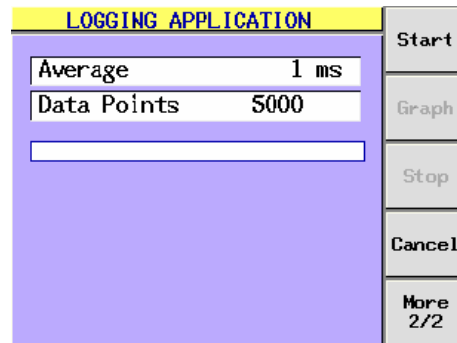 LOGGING APPLICATION
Average 1 ms
Data Points 5000
Start
Graph
Stop
Cancel
More
2/2